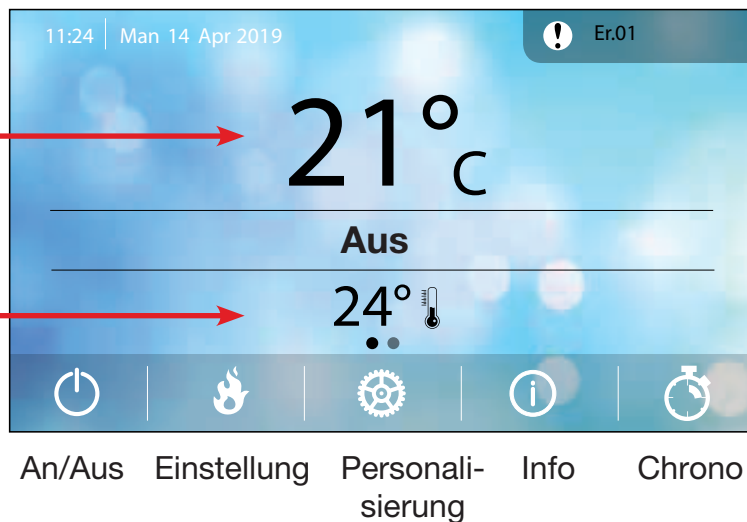 11:24 Man 14 Apr 2019
Er.01
21°C
Aus
24°
An/Aus Einstellung Personali- Info Chrono
sierung